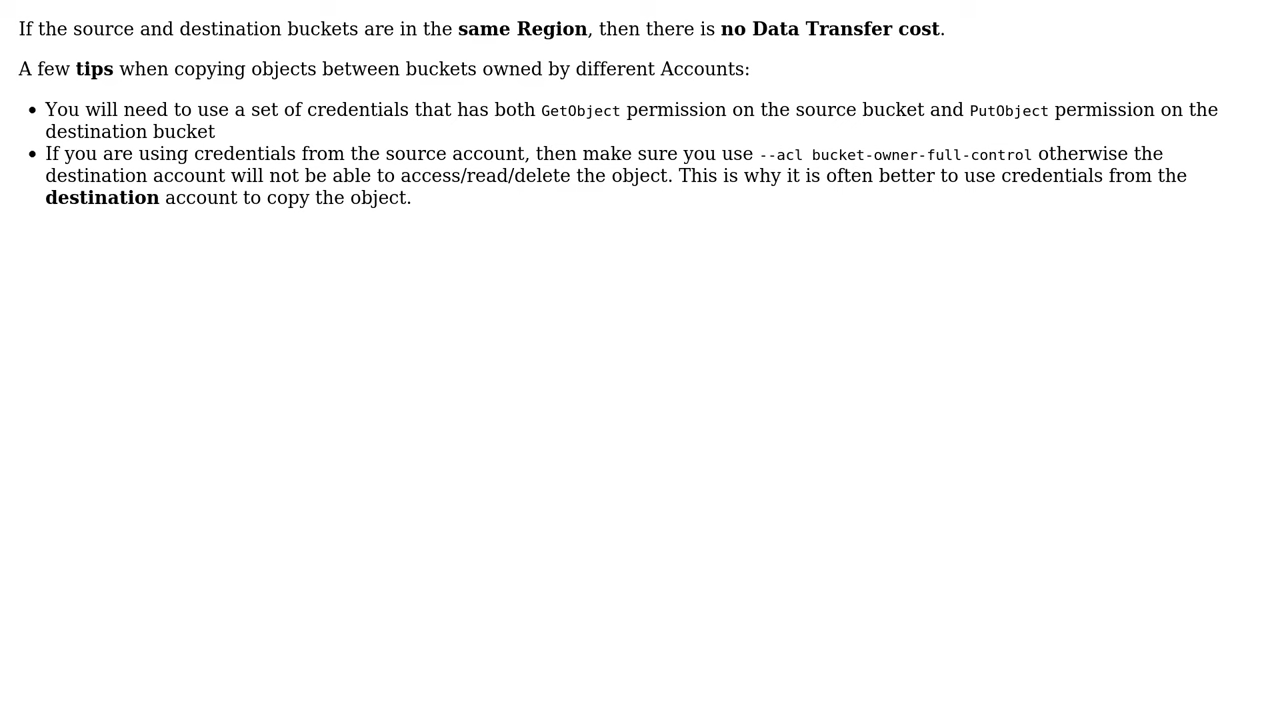 If the source and destination buckets are in the same Region, then there is no Data Transfer cost.
A few tips when copying objects between buckets owned by different Accounts:
• You will need to use a set of credentials that has both GetObject permission on the source bucket and PutObject permission on the
destination bucket
• If you are using credentials from the source account, then make sure you use --acl bucket-owner-full-control otherwise the
destination account will not be able to access/read/delete the object. This is why it is often better to use credentials from the
destination account to copy the object.